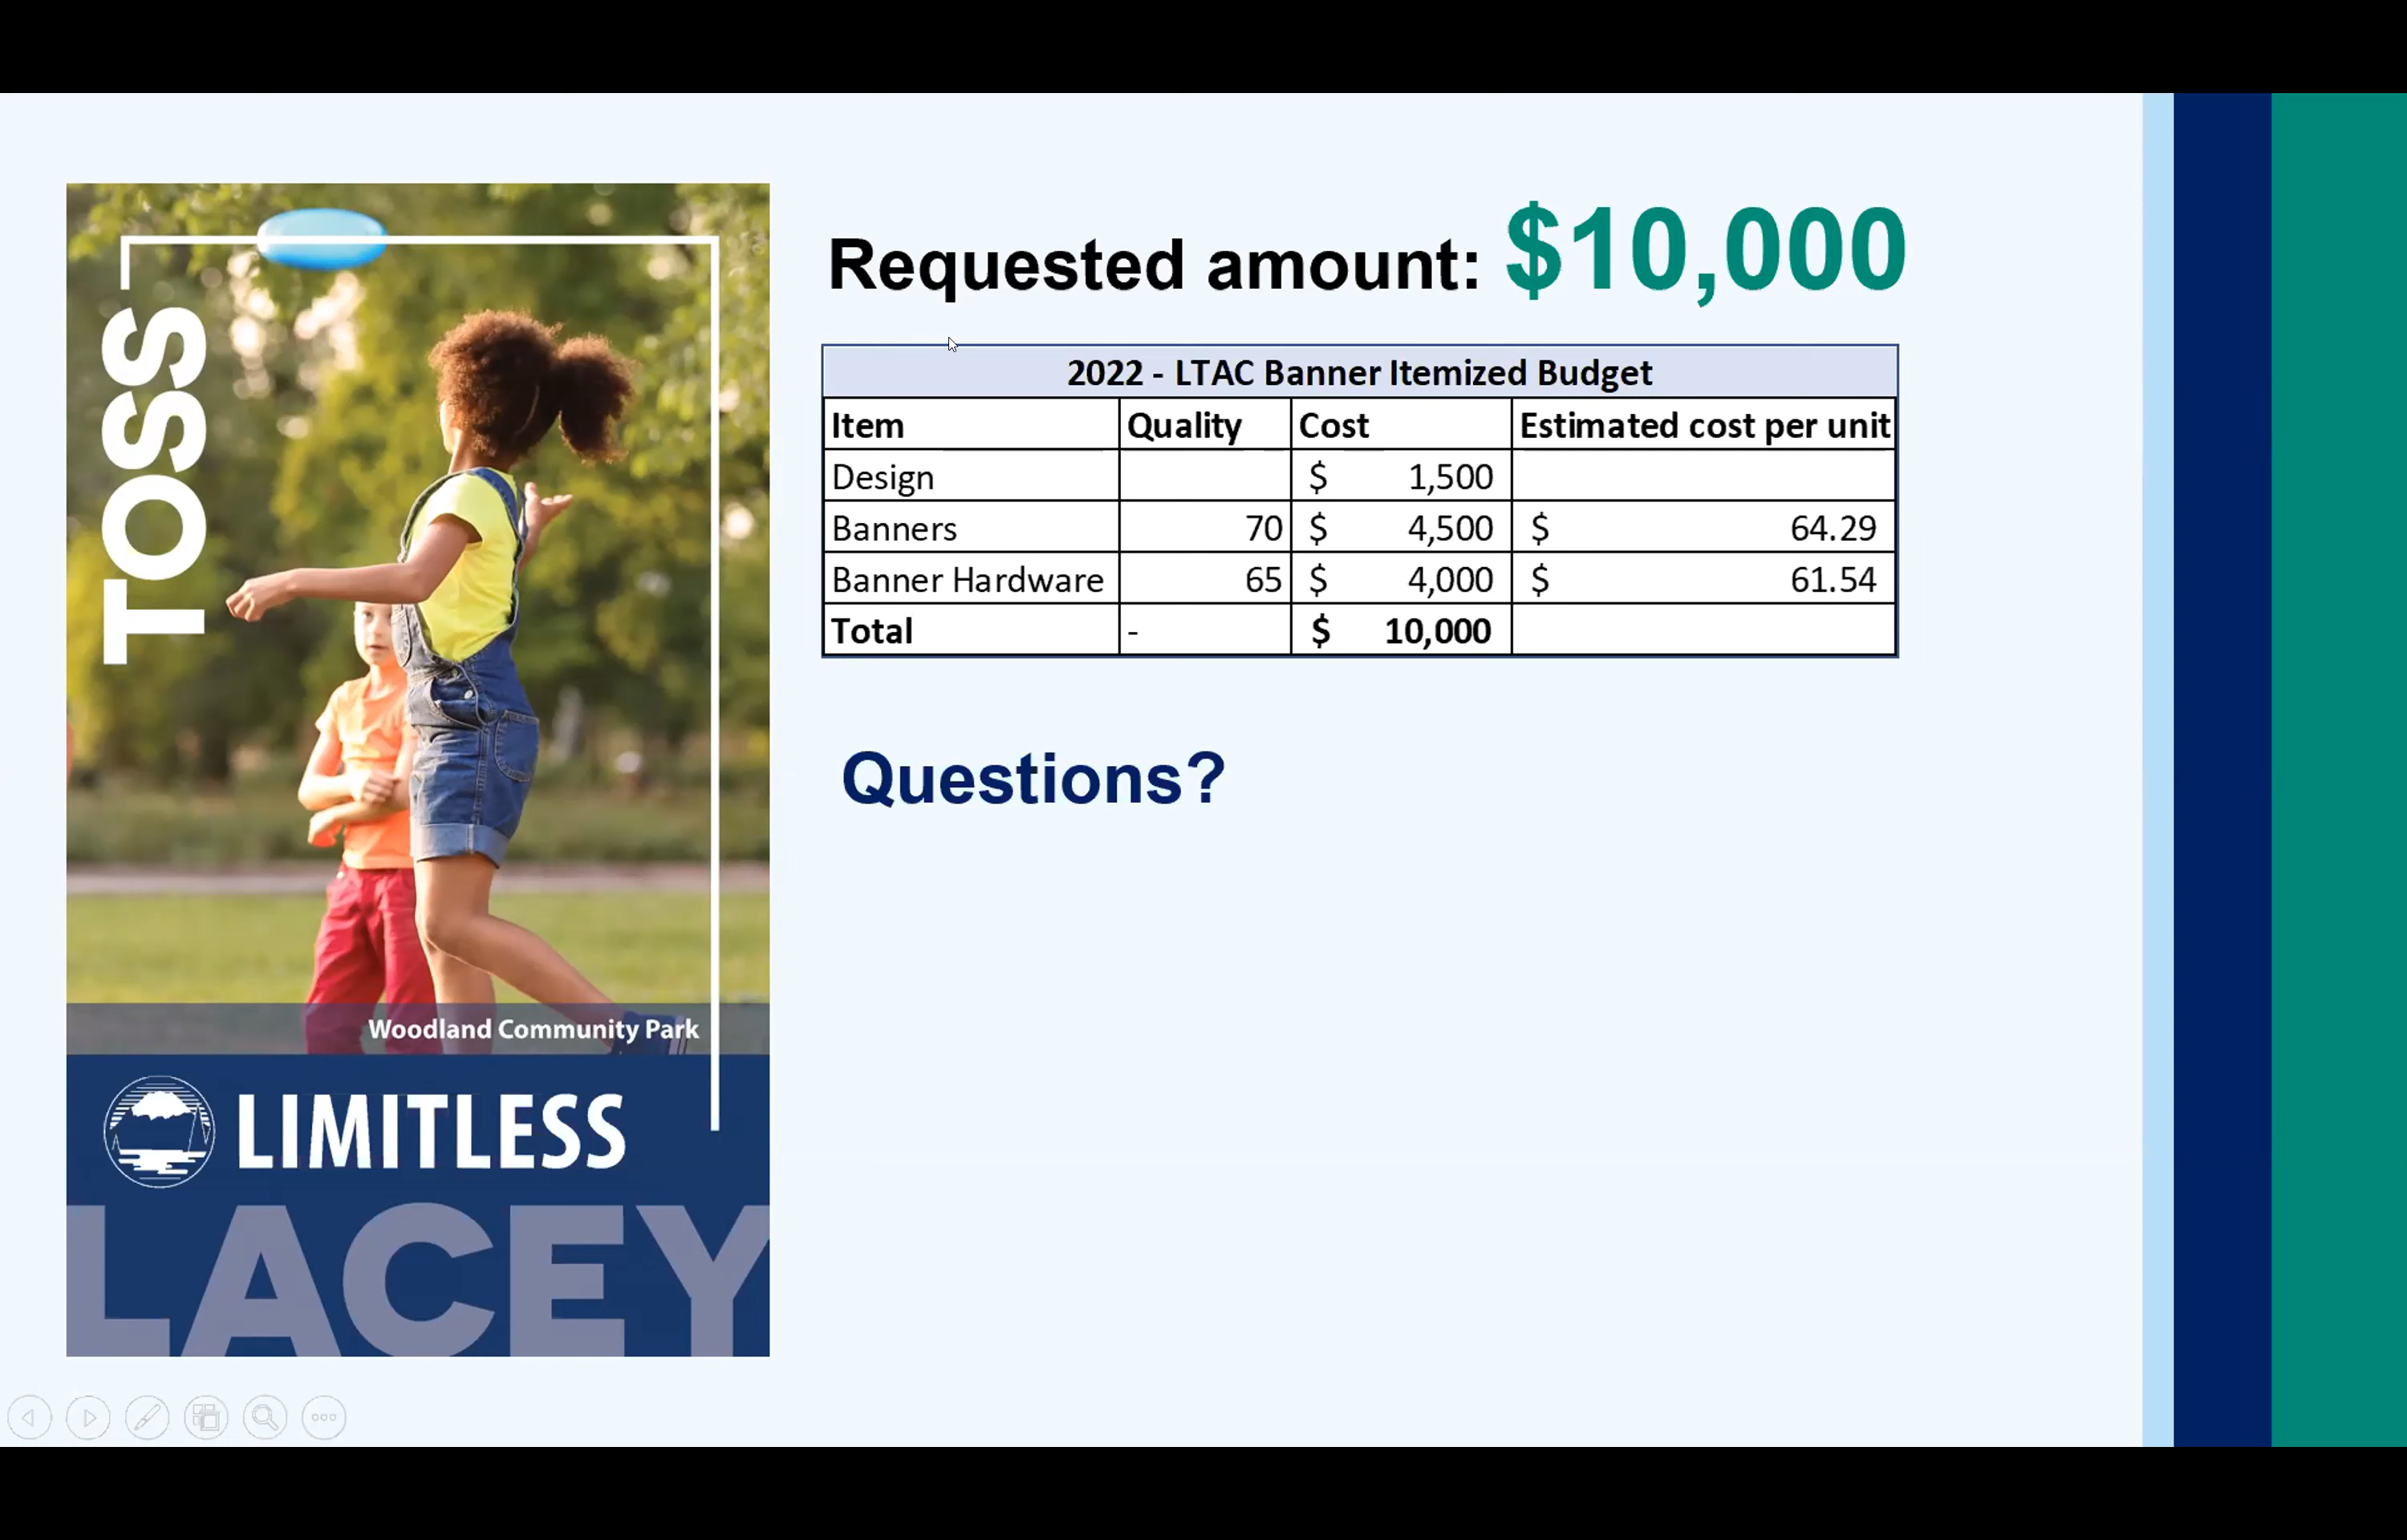 TOSS
Woodland Community Park
LIMITLESS
LACEY
Requested amount: $10,000
2022 - LTAC Banner Itemized Budget
Item Quality Cost Estimated cost per unit
Design $ 1,500
Banners 70 $ 4,500 $ 64.29
Banner Hardware 65 $ 4,000 $ 61.54
Total - $ 10,000
Questions?